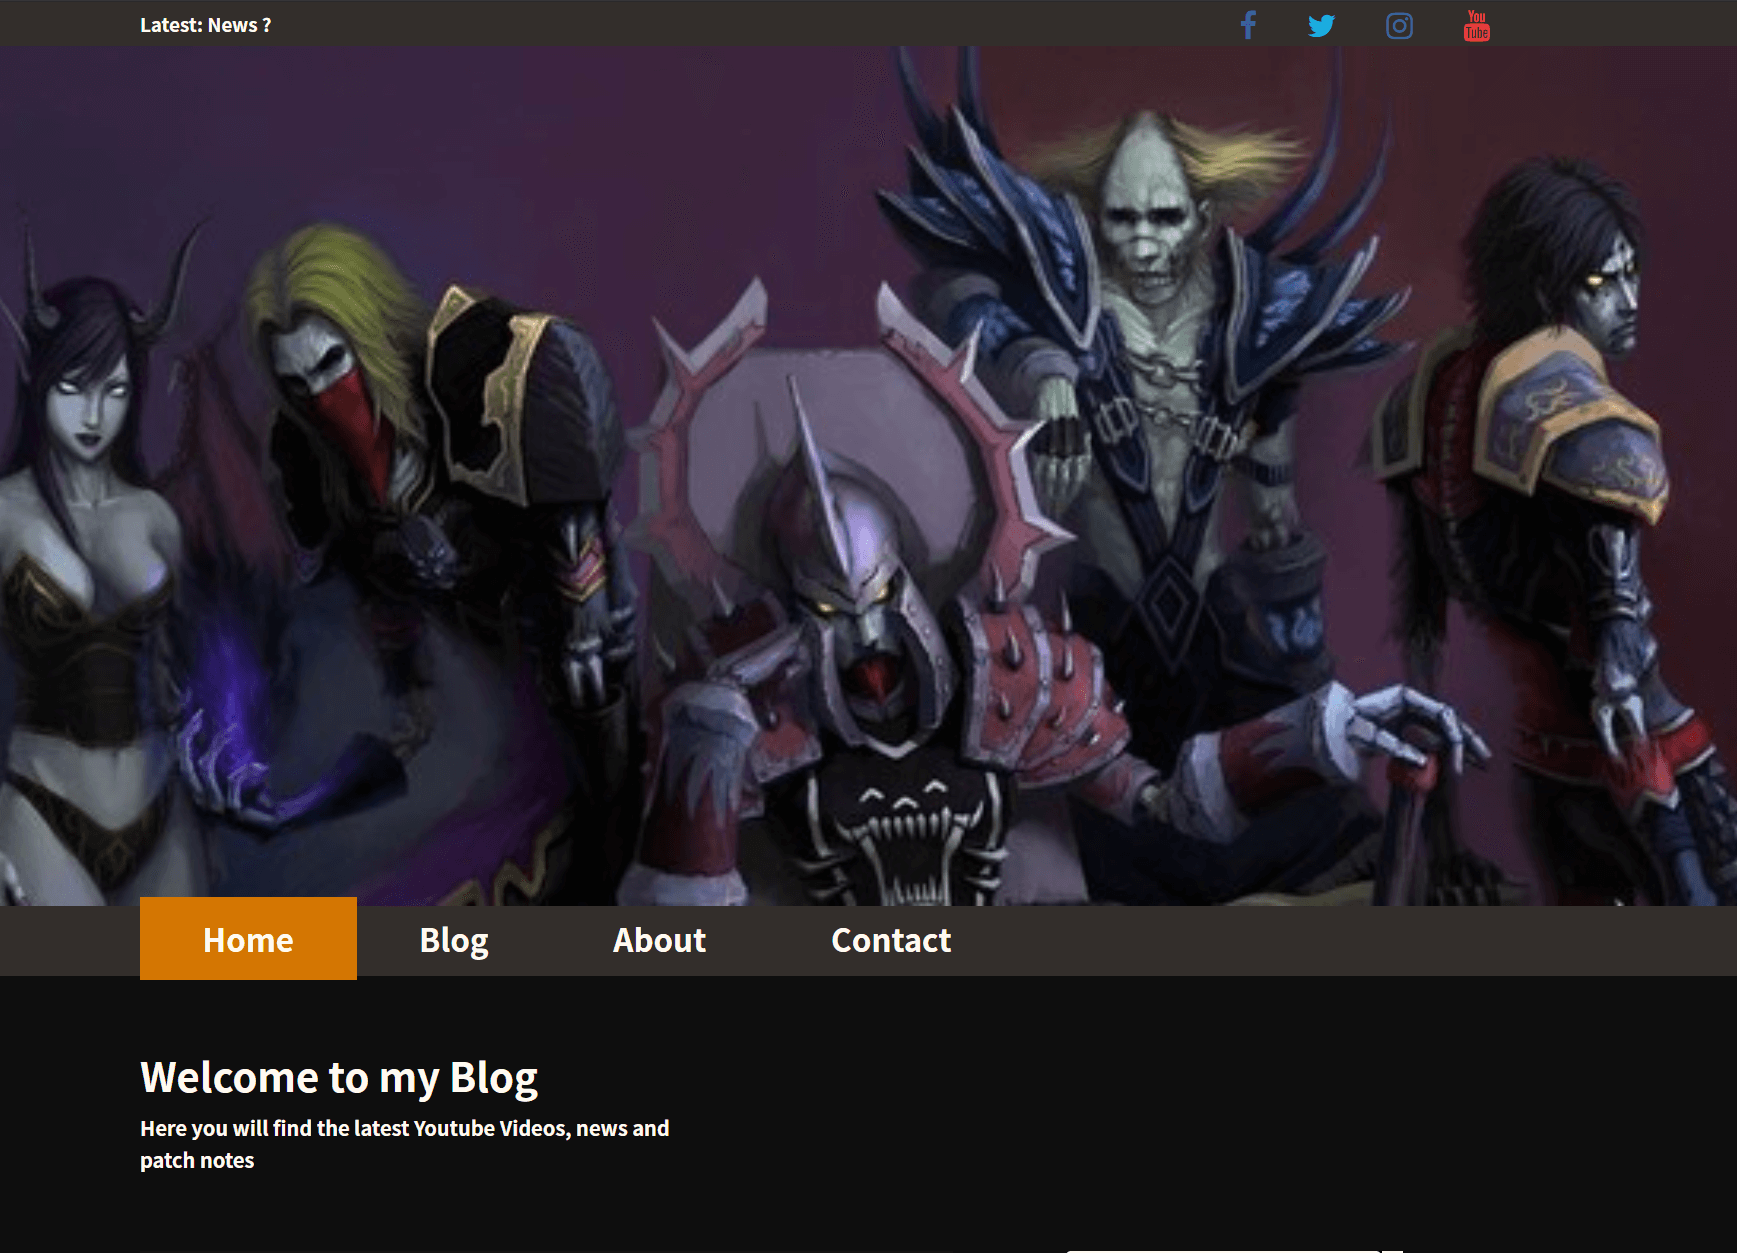 Latest: News ?
You
Tube
Home
Blog
About
Contact
Welcome to my Blog
Here you will find the latest Youtube Videos, news and
patch notes